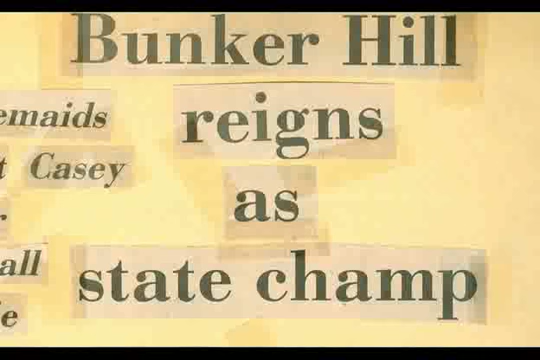 Bunker Hill
reigns
as
state champ
emaids
t Casey
r.
all
e